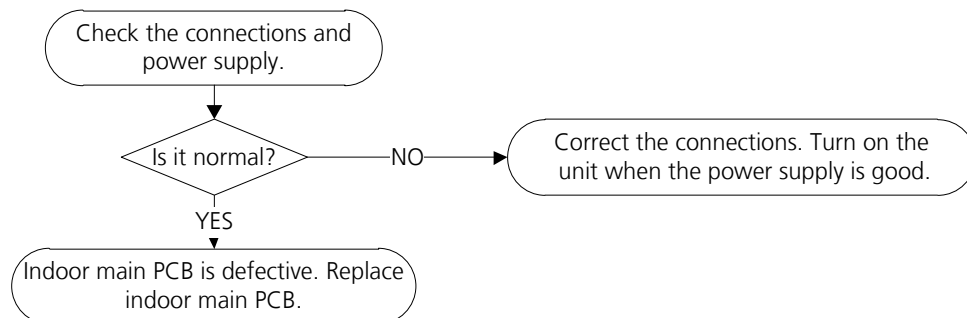 Check the connections and
power supply.
Is it normal?
NO
Correct the connections. Turn on the
unit when the power supply is good.
YES
Indoor main PCB is defective. Replace
indoor main PCB.